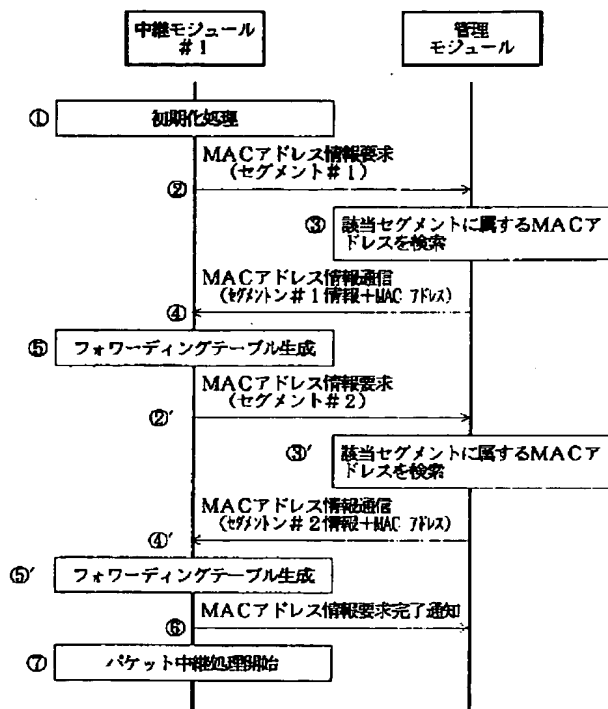 中継モジュール
#1
管理
モジュール
① 初期化処理
MACアドレス情報要求
(セグメント#1)
②
③ 該当セグメントに属するMACア
ドレスを検索
MACアドレス情報通信
(セグメントン#1情報+MAC アドレス)
④
⑤ フォワーディングテーブル生成
MACアドレス情報要求
(セグメント#2)
②′
③′ 該当セグメントに属するMACア
ドレスを検索
MACアドレス情報通信
(セグメントン#2情報+MAC アドレス)
④′
⑤′ フォワーディングテーブル生成
MACアドレス情報要求完了通知
⑥
⑦ パケット中継処理開始